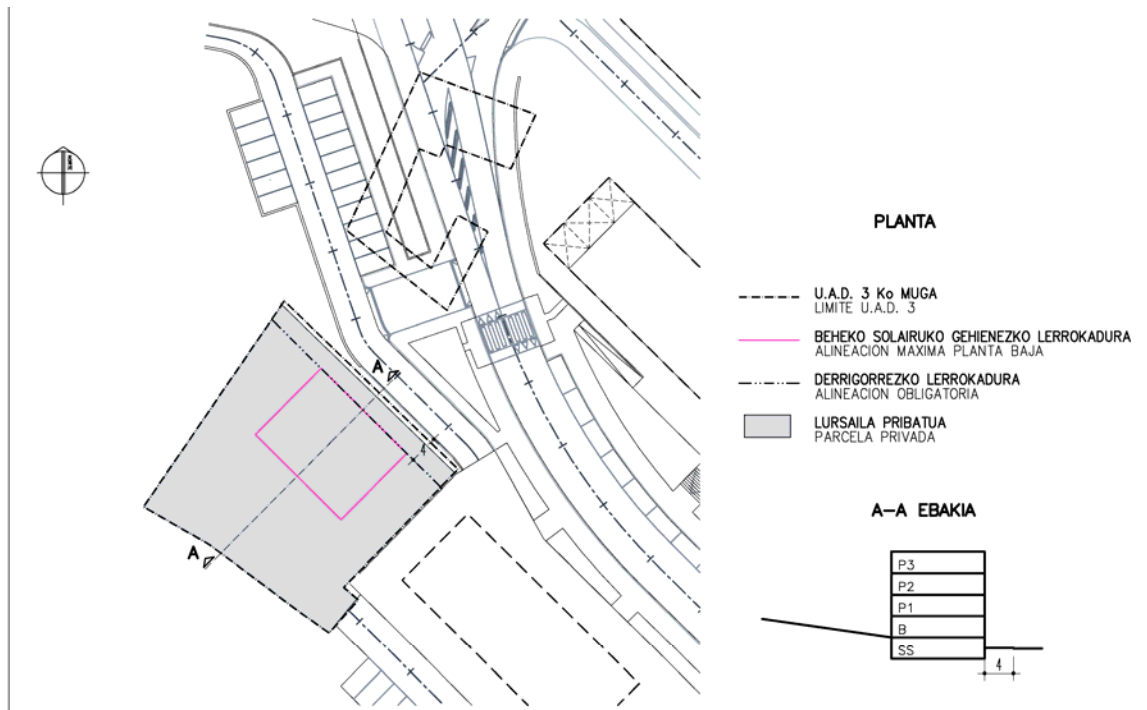 PLANTA
U.A.D. 3 Ko MUGA
LIMITE U.A.D. 3
BEHEKO SOLAIRUKO GEHIENEZKO LERROKADURA
ALINEACION MAXIMA PLANTA BAJA
DERRIGORREZKO LERROKADURA
ALINEACION OBLIGATORIA
LURSAILA PRIBATUA
PARCELA PRIVADA
A
4
A
A-A EBAKIA
P3
P2
P1
B
SS
4